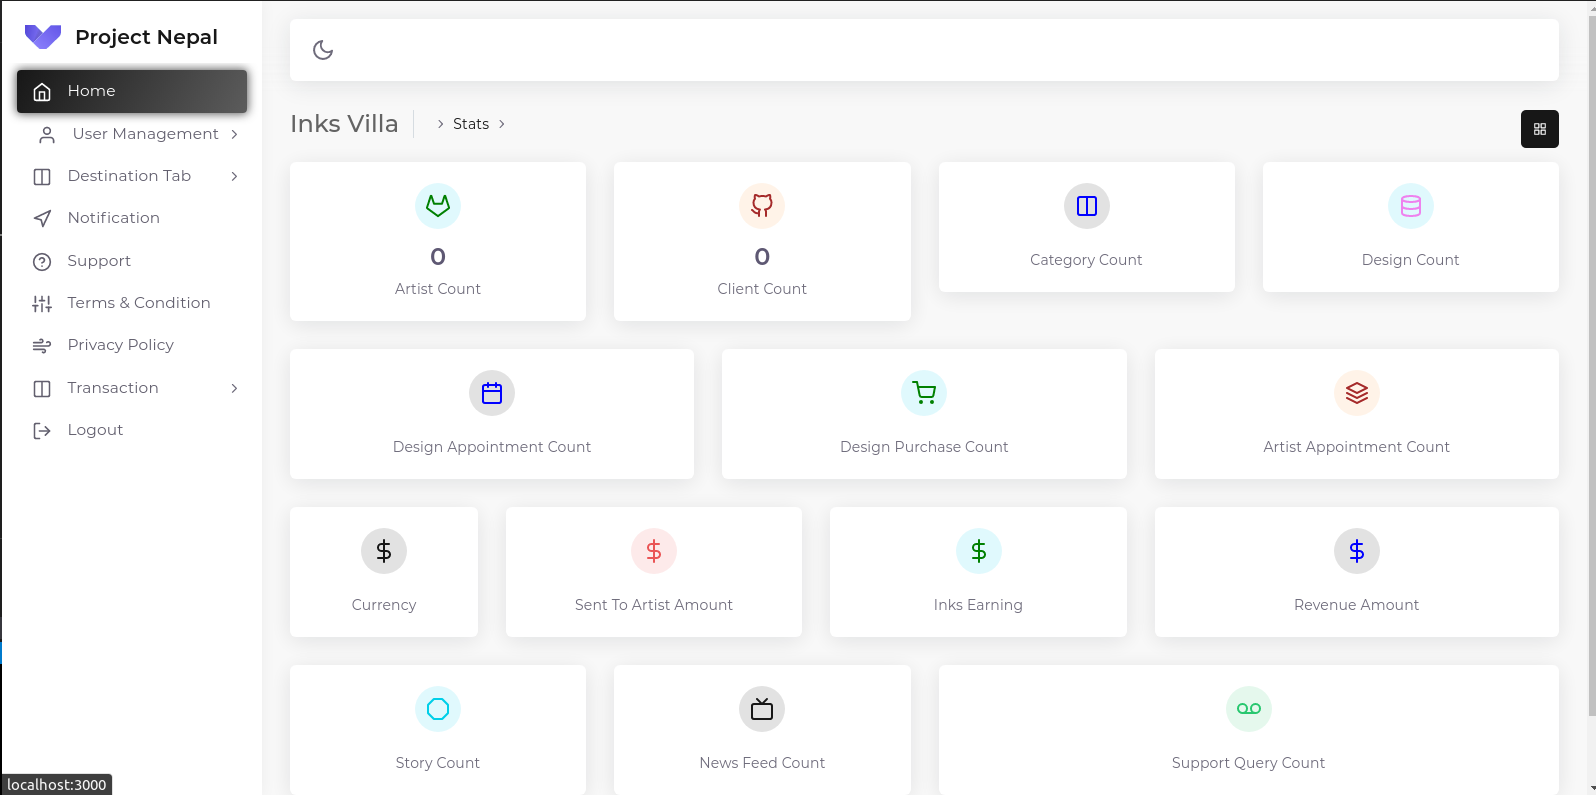 Project Nepal
Home
User Management
Destination Tab
Notification
Support
Terms & Condition
Privacy Policy
Transaction
Logout
Inks Villa
Stats
0
Artist Count
0
Client Count
Category Count
Design Count
Design Appointment Count
Design Purchase Count
Artist Appointment Count
Currency
Sent To Artist Amount
Inks Earning
Revenue Amount
Story Count
News Feed Count
Support Query Count
localhost:3000